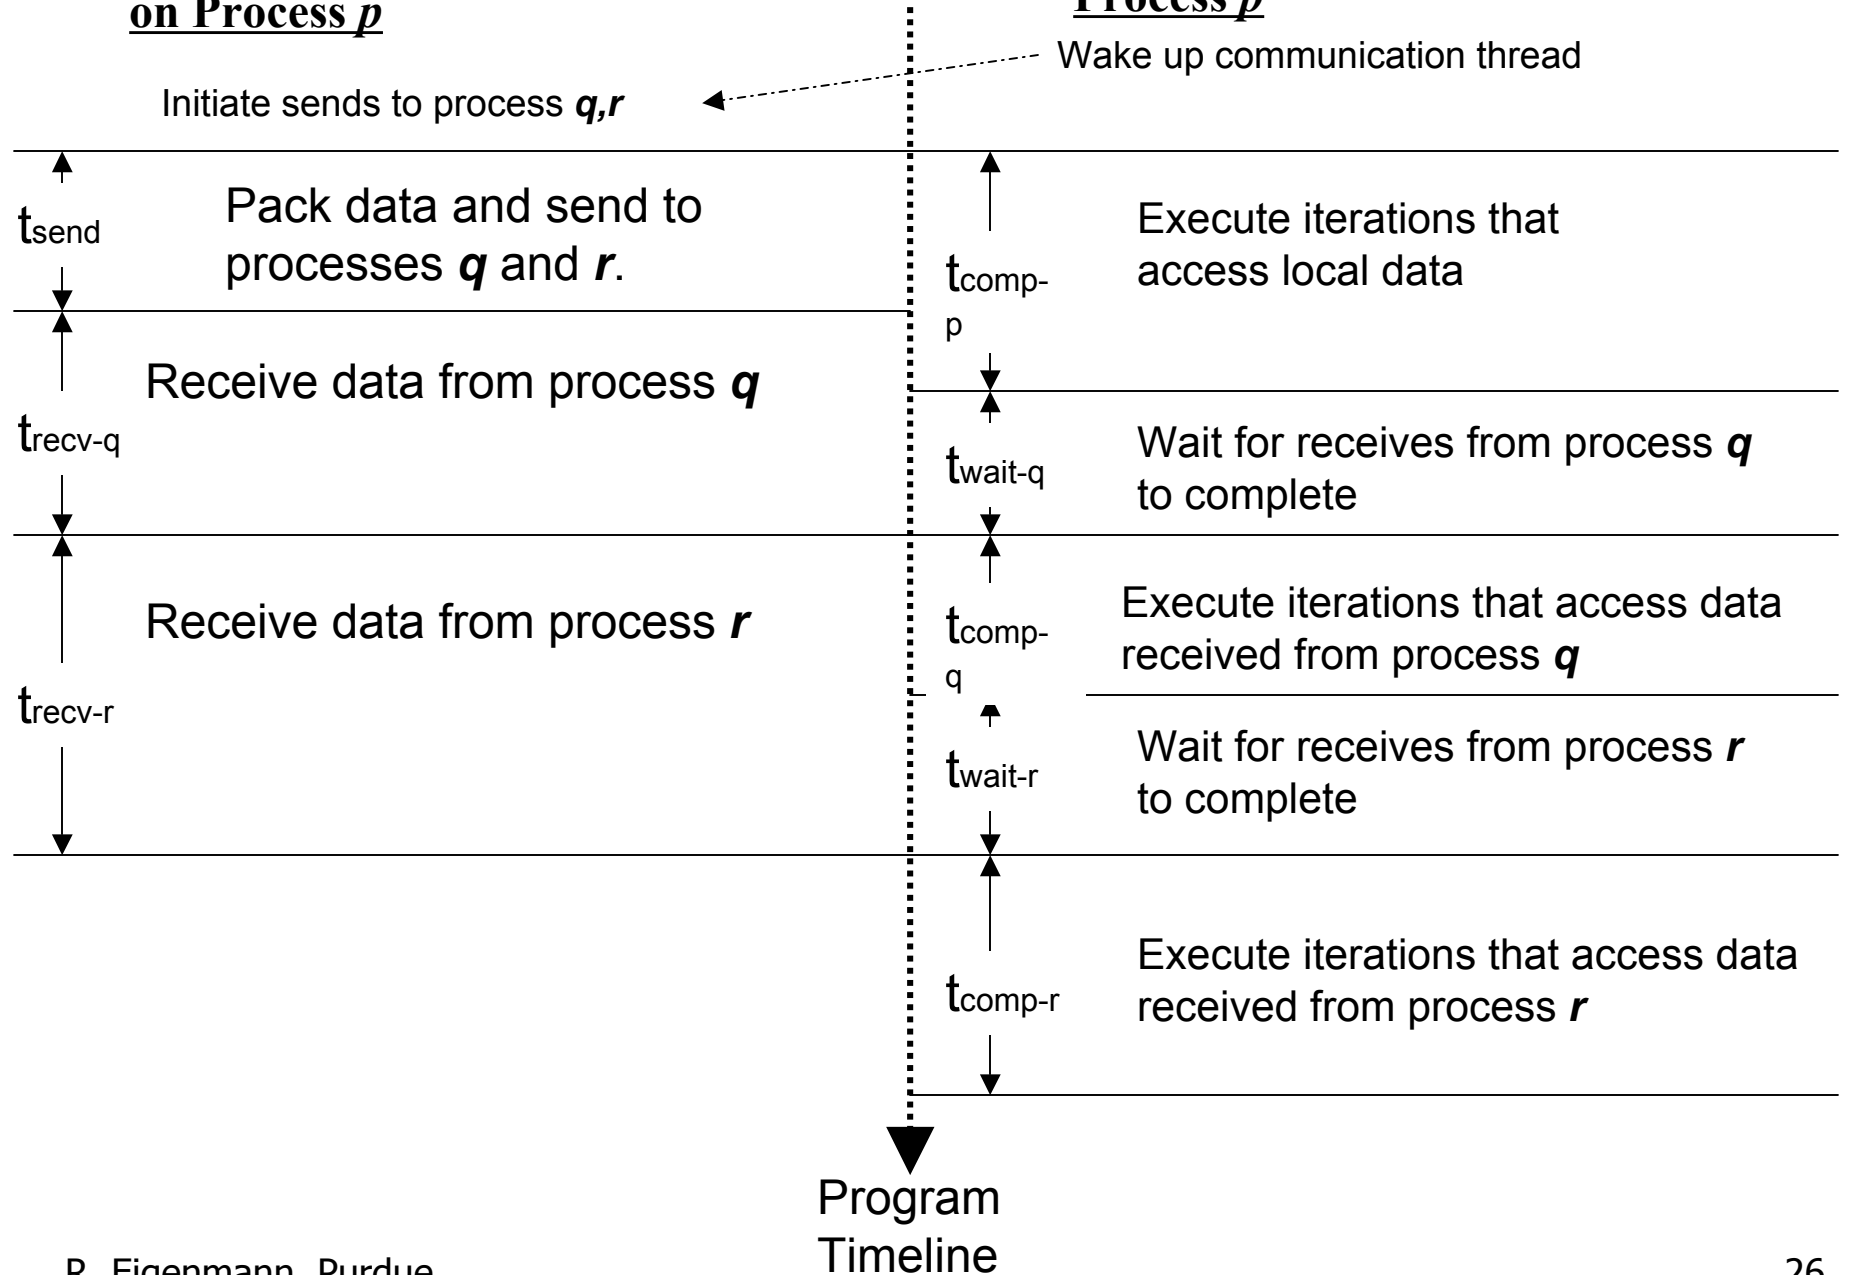 on Process p
Process p
Wake up communication thread
Initiate sends to process q,r
tsend
Pack data and send to
processes q and r.
tcomp-
p
Execute iterations that
access local data
trecv-q
Receive data from process q
twait-q
Wait for receives from process q
to complete
trecv-r
Receive data from process r
tcomp-
q
Execute iterations that access data
received from process q
twait-r
Wait for receives from process r
to complete
tcomp-r
Execute iterations that access data
received from process r
Program
Timeline
R. Eigenmann, Purdue
26